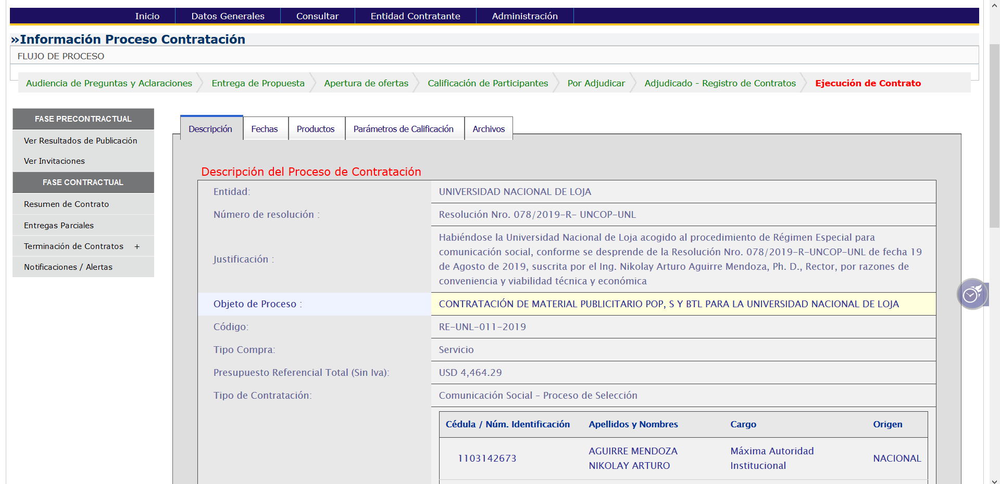 Inicio Datos Generales Consultar Entidad Contratante Administración
»Información Proceso Contratación
FLUJO DE PROCESO
Audiencia de Preguntas y Aclaraciones Entrega de Propuesta Apertura de ofertas Calificación de Participantes Por Adjudicar Adjudicado - Registro de Contratos Ejecución de Contrato
FASE PRECONTRACTUAL
Ver Resultados de Publicación
Ver Invitaciones
FASE CONTRACTUAL
Resumen de Contrato
Entregas Parciales
Terminación de Contratos +
Notificaciones / Alertas
Descripción Fechas Productos Parámetros de Calificación Archivos
Descripción del Proceso de Contratación
Entidad: UNIVERSIDAD NACIONAL DE LOJA
Número de resolución : Resolución Nro. 078/2019-R- UNCOP-UNL
Justificación : Habiéndose la Universidad Nacional de Loja acogido al procedimiento de Régimen Especial para
comunicación social, conforme se desprende de la Resolución Nro. 078/2019-R-UNCOP-UNL de fecha 19
de Agosto de 2019, suscrita por el Ing. Nikolay Arturo Aguirre Mendoza, Ph. D., Rector, por razones de
conveniencia y viabilidad técnica y económica
Objeto de Proceso : CONTRATACIÓN DE MATERIAL PUBLICITARIO POP, S Y BTL PARA LA UNIVERSIDAD NACIONAL DE LOJA
Código: RE-UNL-011-2019
Tipo Compra: Servicio
Presupuesto Referencial Total (Sin Iva): USD 4,464.29
Tipo de Contratación: Comunicación Social - Proceso de Selección
Cédula / Núm. Identificación Apellidos y Nombres Cargo Origen
1103142673 AGUIRRE MENDOZA NIKOLAY ARTURO Máxima Autoridad Institucional NACIONAL